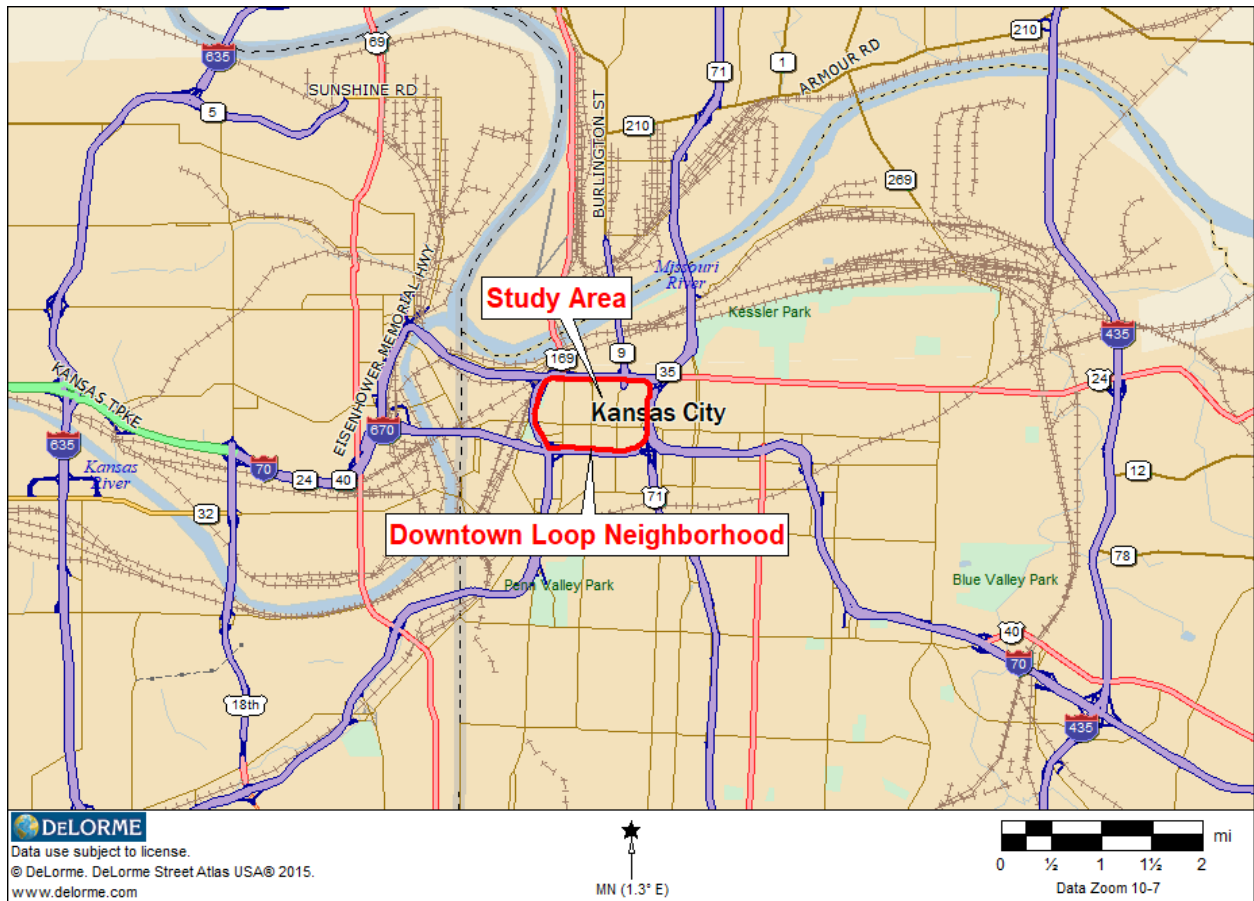 635
69
210
71
1
ARMOUR RD
SUNSHINE RD
5
BURLINGTON ST
210
269
EISENHOWER MEMORIAL HWY
Missouri
River
Study Area
Kessler Park
435
169
9
35
24
KANSAS TPKE
Kansas City
670
635
Kansas
River
70
24
40
12
71
32
Downtown Loop Neighborhood
78
Penn Valley Park
Blue Valley Park
40
70
18th
435
DELORME
Data use subject to license.
© DeLorme. DeLorme Street Atlas USA® 2015.
www.delorme.com
MN (1.3° E)
mi
0 ½ 1 1½ 2
Data Zoom 10-7